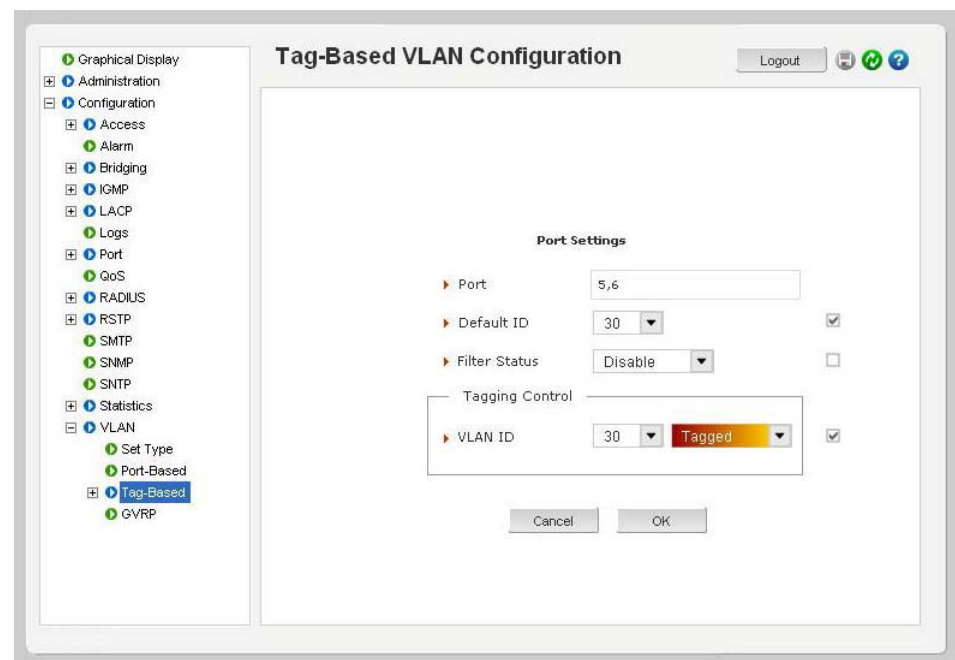 Graphical Display
Administration
Configuration
Access
Alarm
Bridging
IGMP
LACP
Logs
Port
QoS
RADIUS
RSTP
SMTP
SNMP
SNTP
Statistics
VLAN
Set Type
Port-Based
Tag-Based
GVRP
Tag-Based VLAN Configuration
Logout
Port Settings
Port 5,6
Default ID 30
Filter Status Disable
Tagging Control
VLAN ID 30 Tagged
Cancel OK